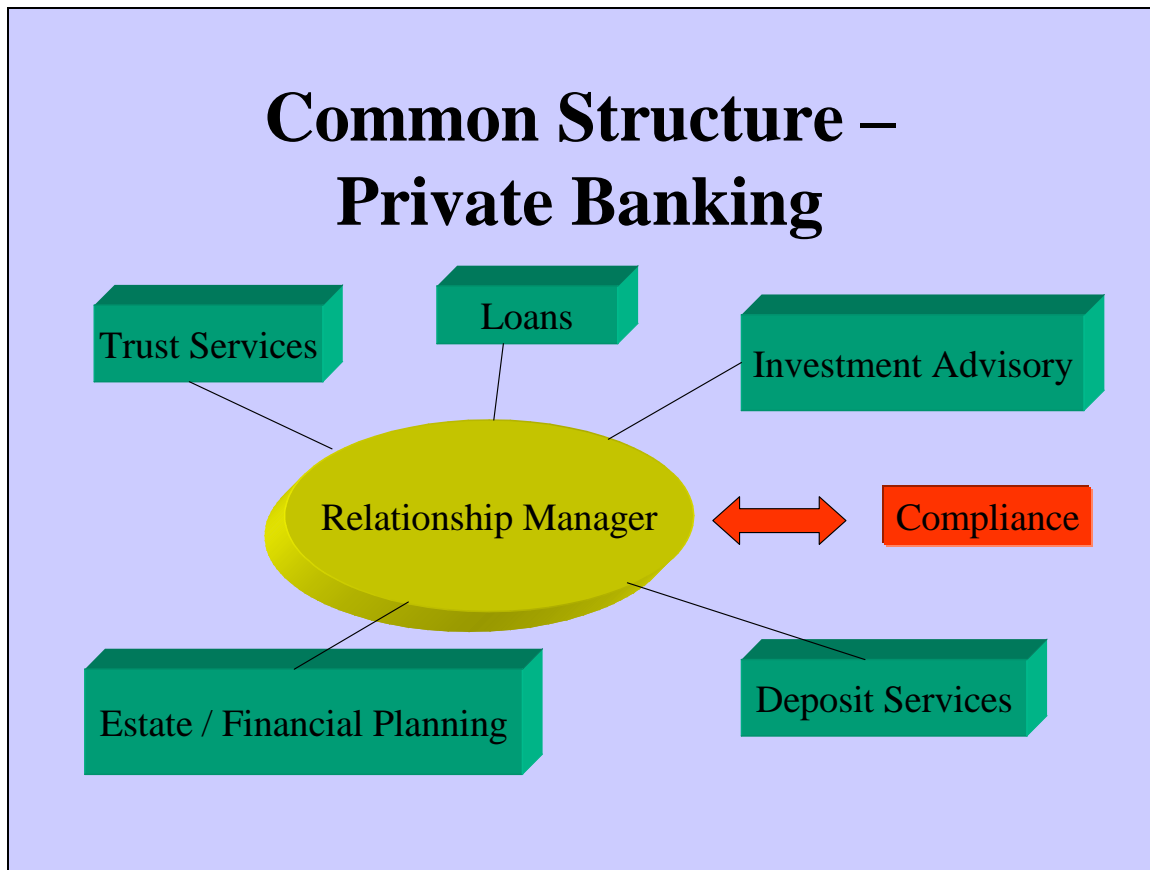 Common Structure –
Private Banking
Trust Services
Loans
Investment Advisory
Relationship Manager
Compliance
Estate / Financial Planning
Deposit Services